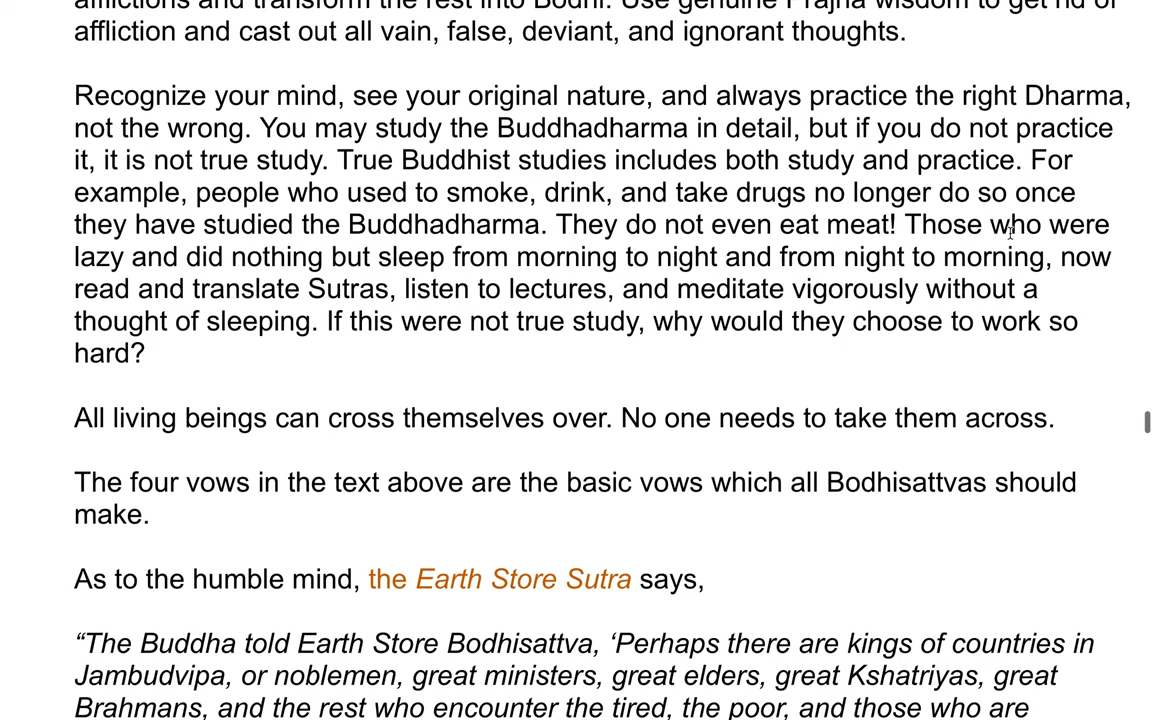 afflictions and transform the rest into Bodhi. Use genuine Prajna wisdom to get rid of
affliction and cast out all vain, false, deviant, and ignorant thoughts.
Recognize your mind, see your original nature, and always practice the right Dharma,
not the wrong. You may study the Buddhadharma in detail, but if you do not practice
it, it is not true study. True Buddhist studies includes both study and practice. For
example, people who used to smoke, drink, and take drugs no longer do so once
they have studied the Buddhadharma. They do not even eat meat! Those who were
lazy and did nothing but sleep from morning to night and from night to morning, now
read and translate Sutras, listen to lectures, and meditate vigorously without a
thought of sleeping. If this were not true study, why would they choose to work so
hard?
All living beings can cross themselves over. No one needs to take them across.
The four vows in the text above are the basic vows which all Bodhisattvas should
make.
As to the humble mind, the Earth Store Sutra says,
“The Buddha told Earth Store Bodhisattva, ‘Perhaps there are kings of countries in
Jambudvipa, or noblemen, great ministers, great elders, great Kshatriyas, great
Brahmans, and the rest who encounter the tired, the poor, and those who are